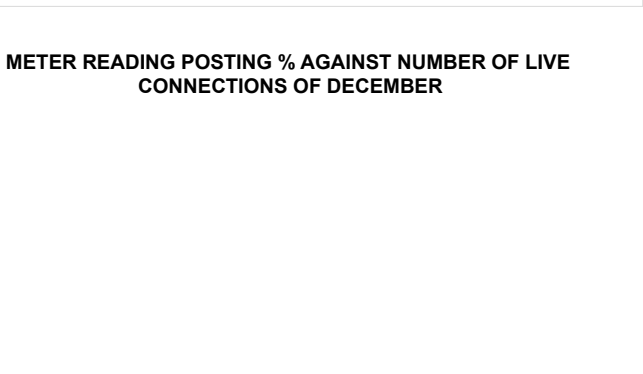 METER READING POSTING % AGAINST NUMBER OF LIVE
CONNECTIONS OF DECEMBER